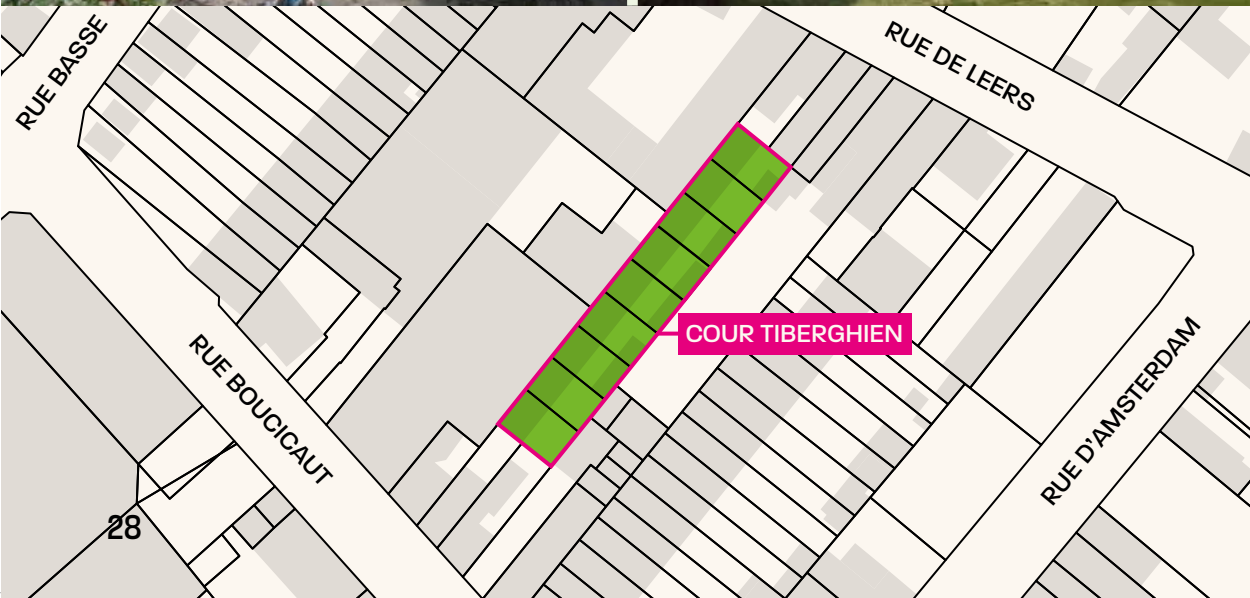 RUE BASSE
RUE DE LEERS
COUR TIBERGHIEN
RUE BOUCICAUT
RUE D'AMSTERDAM
28